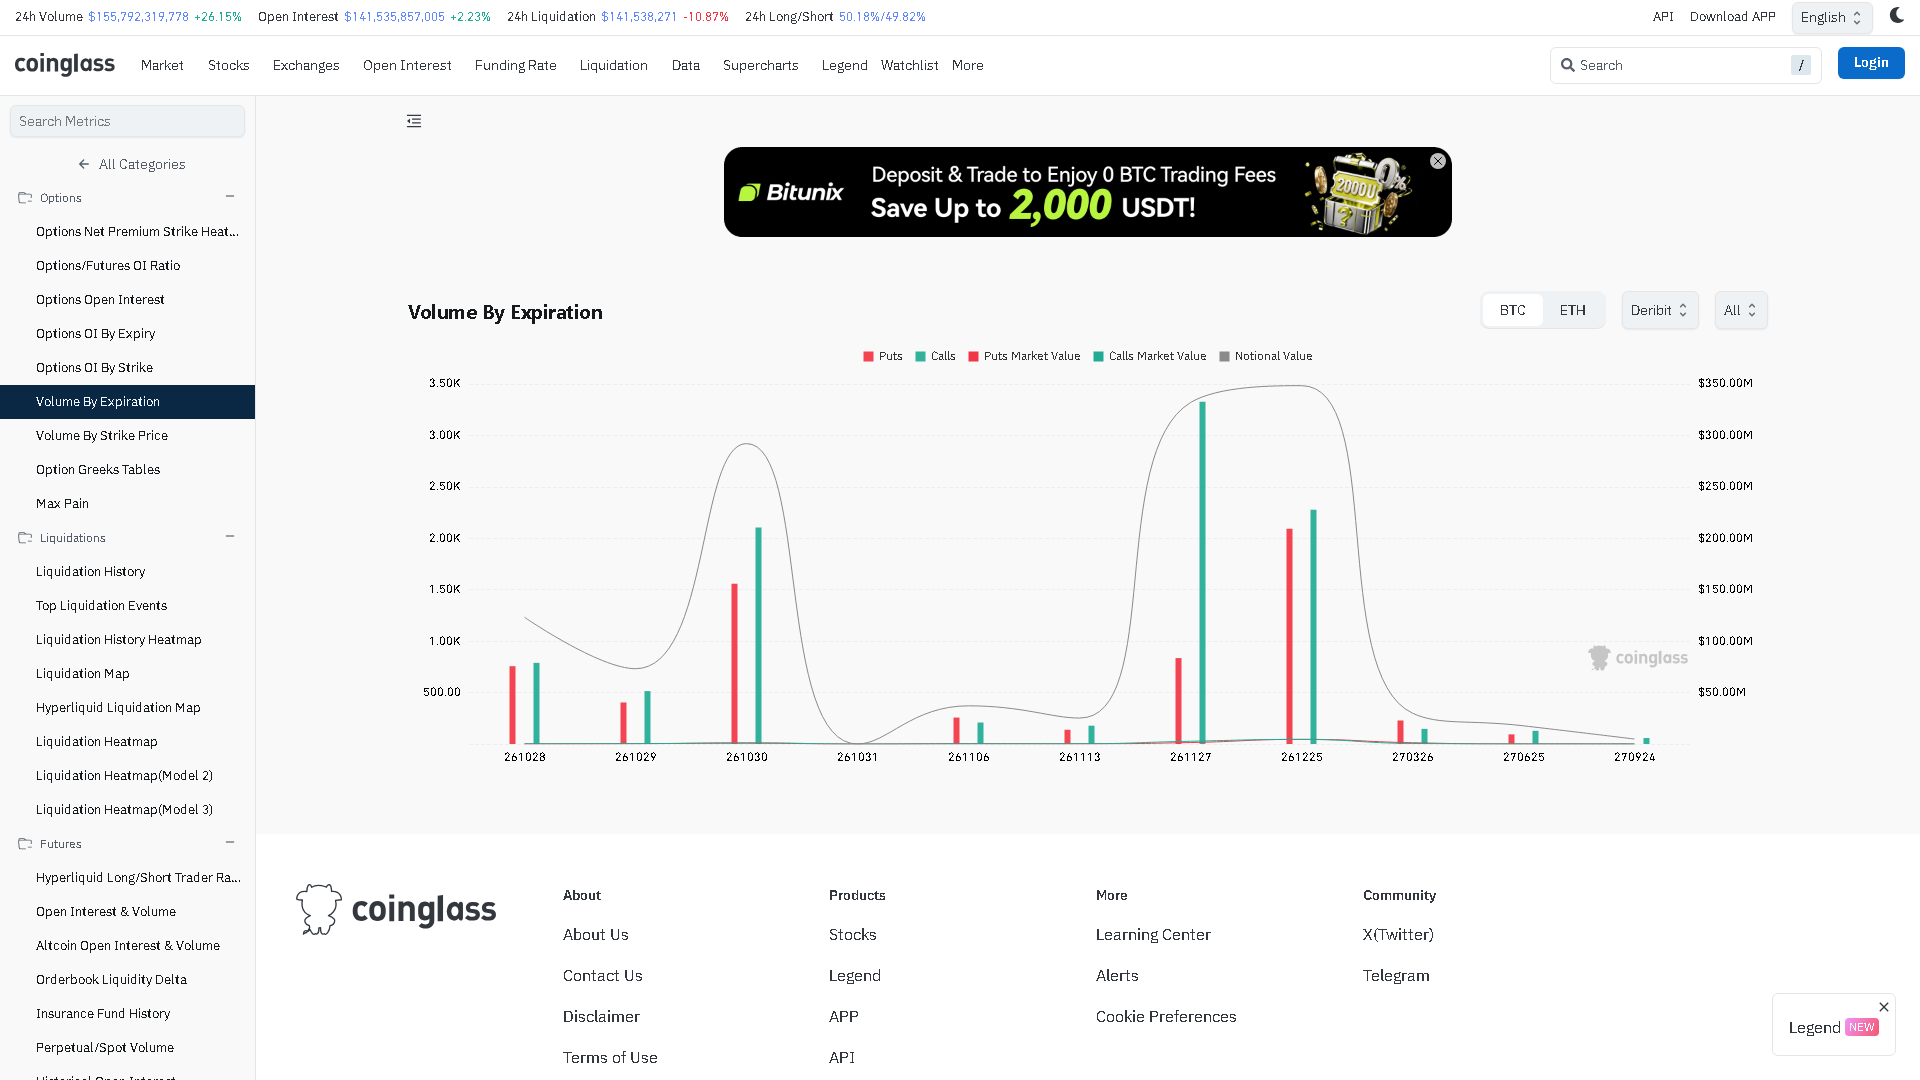 24h Volume $155,792,319,778 +26.15% Open Interest $141,535,857,005 +2.23% 24h Liquidation $141,538,271 -10.87% 24h Long/Short 50.18%/49.82% API Download APP English
coinglass Market Stocks Exchanges Open Interest Funding Rate Liquidation Data Supercharts Legend Watchlist More Search / Login
Search Metrics
All Categories
Options
Options Net Premium Strike Heat...
Options/Futures OI Ratio
Options Open Interest
Options OI By Expiry
Options OI By Strike
Volume By Expiration
Volume By Strike Price
Option Greeks Tables
Max Pain
Liquidations
Liquidation History
Top Liquidation Events
Liquidation History Heatmap
Liquidation Map
Hyperliquid Liquidation Map
Liquidation Heatmap
Liquidation Heatmap(Model 2)
Liquidation Heatmap(Model 3)
Futures
Hyperliquid Long/Short Trader Ra...
Open Interest & Volume
Altcoin Open Interest & Volume
Orderbook Liquidity Delta
Insurance Fund History
Perpetual/Spot Volume
Historical Open Interest
Bitunix
Deposit & Trade to Enjoy 0 BTC Trading Fees
Save Up to 2,000 USDT!
2000U
0%
?
Volume By Expiration
BTC ETH Deribit All
Puts Calls Puts Market Value Calls Market Value Notional Value
3.50K $350.00M
3.00K $300.00M
2.50K $250.00M
2.00K $200.00M
1.50K $150.00M
1.00K $100.00M
500.00 $50.00M
coinglass
261028 261029 261030 261031 261106 261113 261127 261225 270326 270625 270924
coinglass
About
About Us
Contact Us
Disclaimer
Terms of Use
Products
Stocks
Legend
APP
API
More
Learning Center
Alerts
Cookie Preferences
Community
X(Twitter)
Telegram
Legend NEW